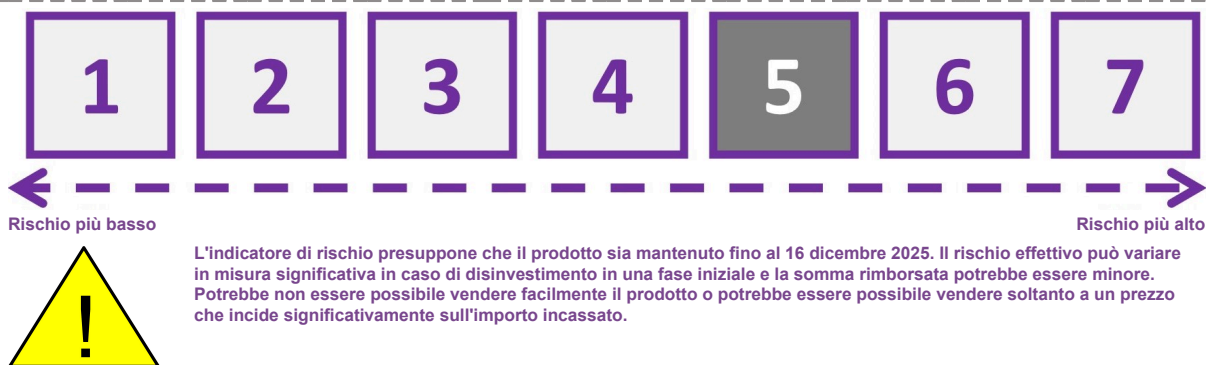 1 2 3 4 5 6 7
Rischio più basso Rischio più alto
L'indicatore di rischio presuppone che il prodotto sia mantenuto fino al 16 dicembre 2025. Il rischio effettivo può variare
in misura significativa in caso di disinvestimento in una fase iniziale e la somma rimborsata potrebbe essere minore.
Potrebbe non essere possibile vendere facilmente il prodotto o potrebbe essere possibile vendere soltanto a un prezzo
che incide significativamente sull'importo incassato.
!